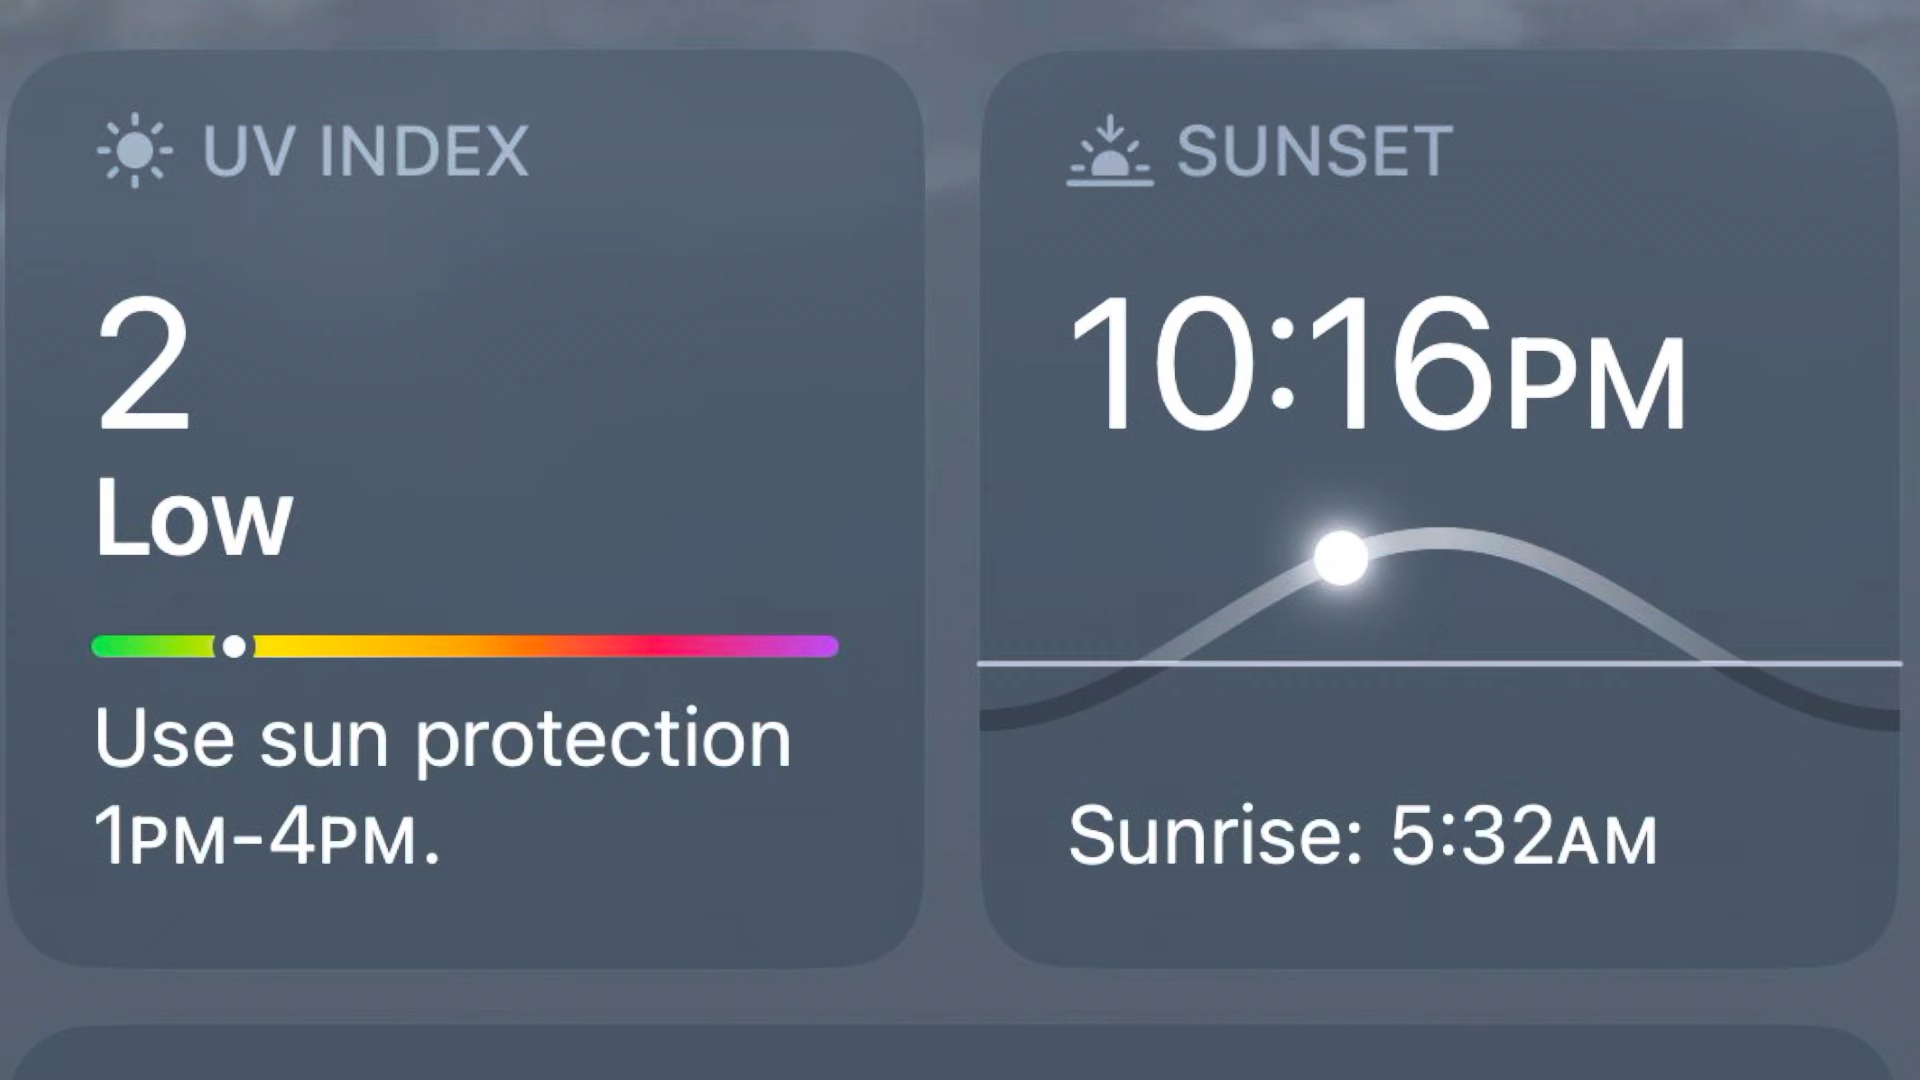 UV INDEX
2
Low
Use sun protection
1PM-4PM.
SUNSET
10:16PM
Sunrise: 5:32AM